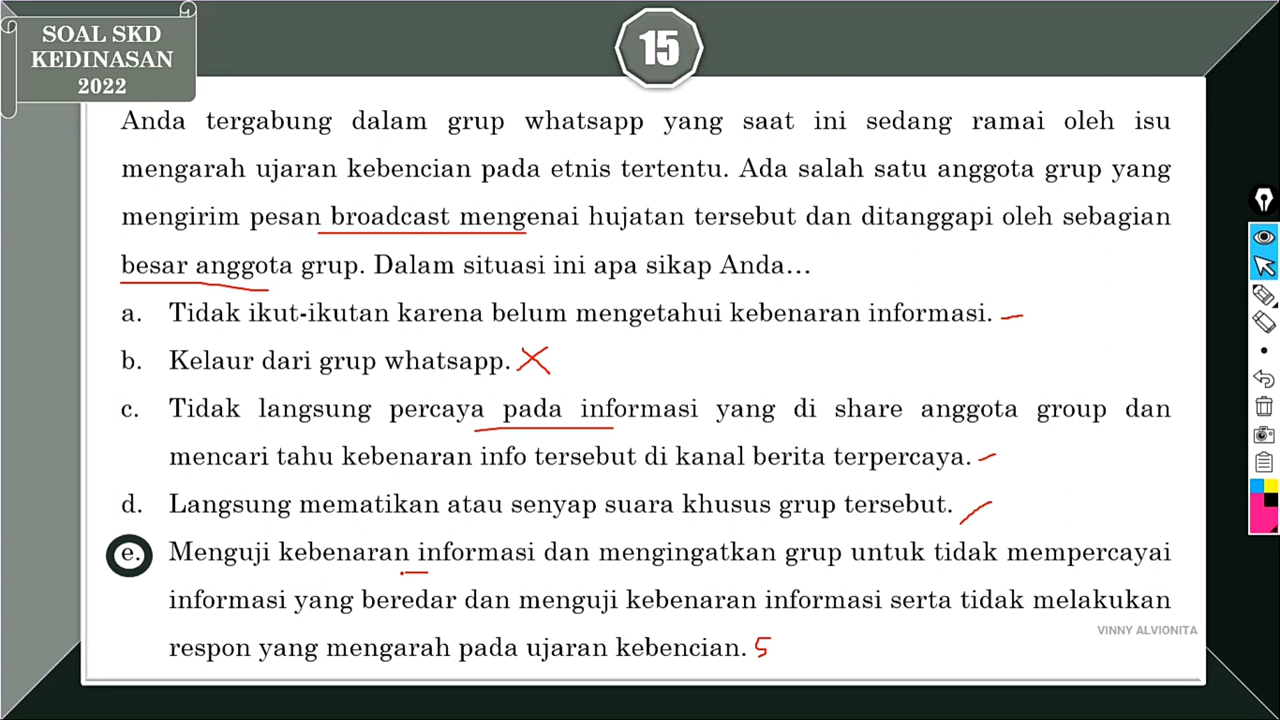 SOAL SKD
KEDINASAN
2022
15
Anda tergabung dalam grup whatsapp yang saat ini sedang ramai oleh isu
mengarah ujaran kebencian pada etnis tertentu. Ada salah satu anggota grup yang
mengirim pesan broadcast mengenai hujatan tersebut dan ditanggapi oleh sebagian
besar anggota grup. Dalam situasi ini apa sikap Anda...
a. Tidak ikut-ikutan karena belum mengetahui kebenaran informasi.
b. Kelaur dari grup whatsapp.
c. Tidak langsung percaya pada informasi yang di share anggota group dan
mencari tahu kebenaran info tersebut di kanal berita terpercaya.
d. Langsung mematikan atau senyap suara khusus grup tersebut.
e. Menguji kebenaran informasi dan mengingatkan grup untuk tidak mempercayai
informasi yang beredar dan menguji kebenaran informasi serta tidak melakukan
respon yang mengarah pada ujaran kebencian. 5
VINNY ALVIONITA